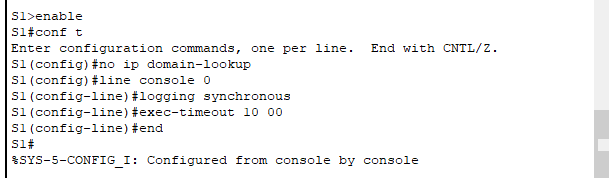 S1>enable
S1#conf t
Enter configuration commands, one per line.  End with CNTL/Z.
S1(config)#no ip domain-lookup
S1(config)#line console 0
S1(config-line)#logging synchronous
S1(config-line)#exec-timeout 10 00
S1(config-line)#end
S1#
%SYS-5-CONFIG_I: Configured from console by console